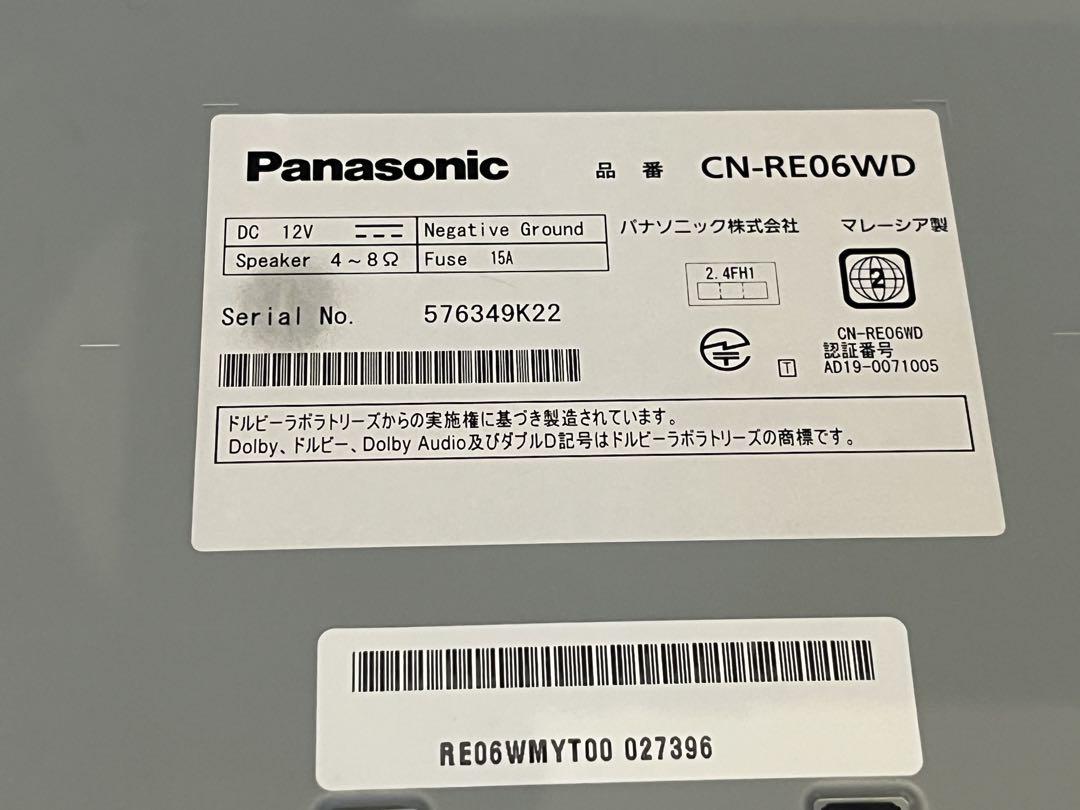 Panasonic 品番 CN-RE06WD
DC 12V Negative Ground
Speaker 4～8Ω Fuse 15A
パナソニック株式会社 マレーシア製
2.4FH1
2
Serial No. 576349K22
CN-RE06WD
認証番号
T AD19-0071005
ドルビーラボラトリーズからの実施権に基づき製造されています。
Dolby、ドルビー、Dolby Audio及びダブルD記号はドルビーラボラトリーズの商標です。
RE06WMYT00 027396